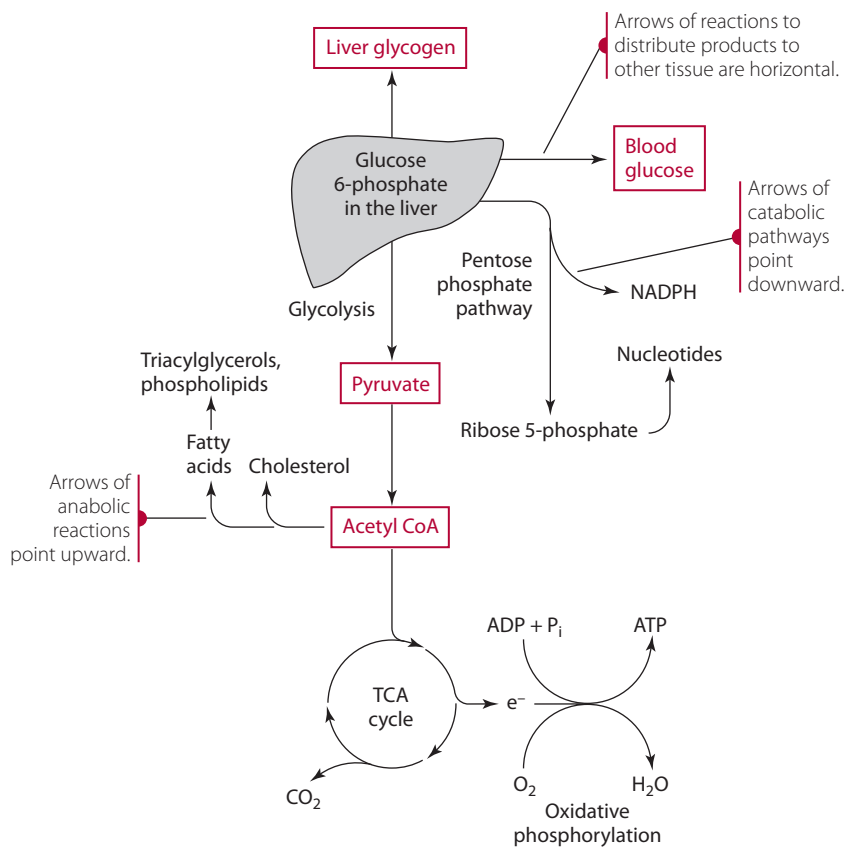 Liver glycogen
Arrows of reactions to
distribute products to
other tissue are horizontal.
Glucose
6-phosphate
in the liver
Blood
glucose
Arrows of
catabolic
pathways
point
downward.
Pentose
phosphate
pathway
NADPH
Glycolysis
Nucleotides
Triacylglycerols,
phospholipids
Pyruvate
Ribose 5-phosphate
Fatty
acids
Cholesterol
Arrows of
anabolic
reactions
point upward.
Acetyl CoA
ADP + Pᵢ
ATP
TCA
cycle
e⁻
CO₂
O₂
H₂O
Oxidative
phosphorylation